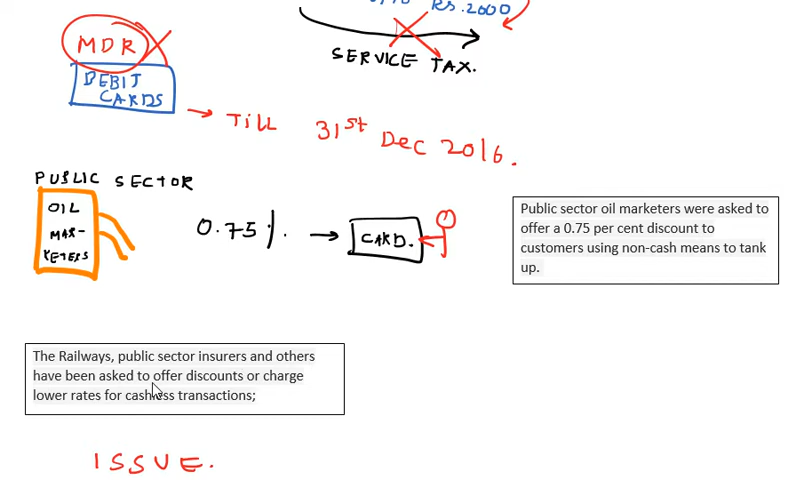 Rs.2000
MDR
SERVICE TAX.
DEBIT
CARDS
Till 31st Dec 2016.
PUBLIC SECTOR
OIL
MAR-
KETERS
0.75%.
CARD.
Public sector oil marketers were asked to
offer a 0.75 per cent discount to
customers using non-cash means to tank
up.
The Railways, public sector insurers and others
have been asked to offer discounts or charge
lower rates for cashless transactions;
ISSUE.